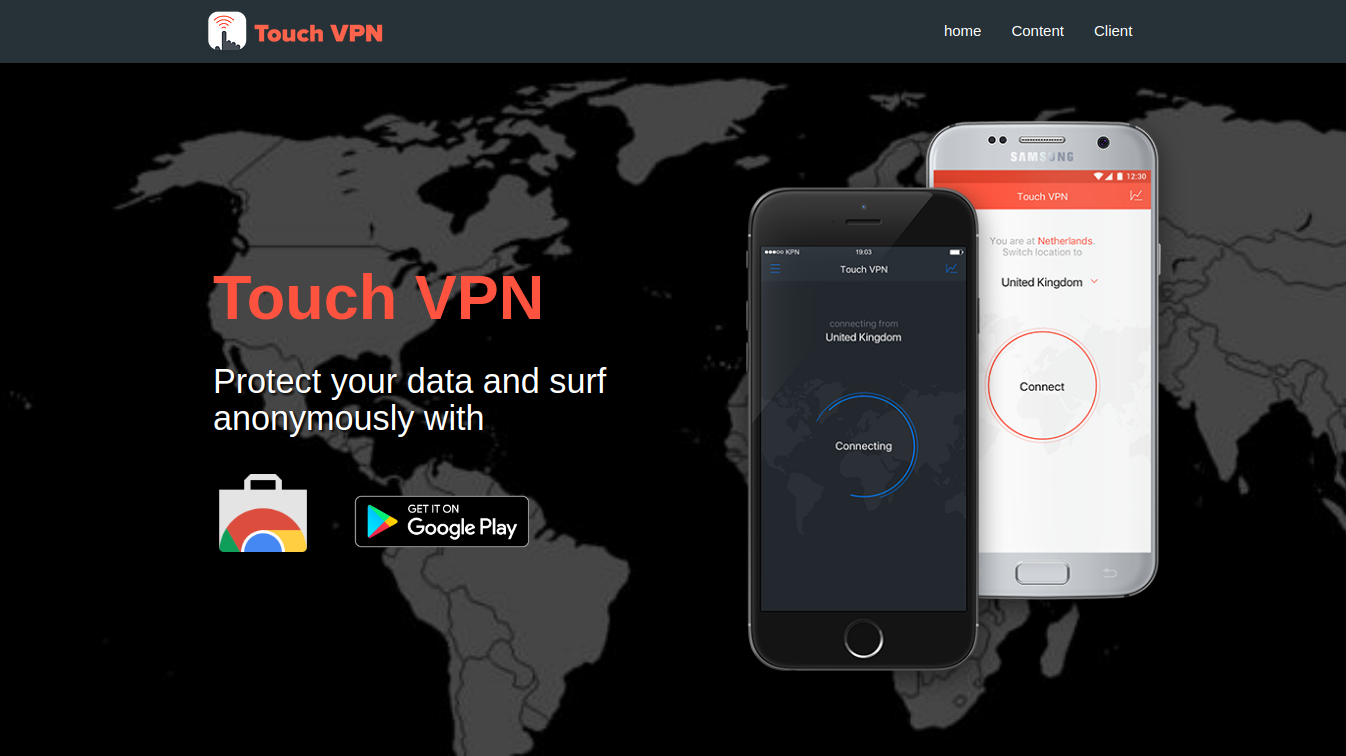 Touch VPN
home Content Client
Touch VPN
Protect your data and surf
anonymously with
GET IT ON
Google Play
KPN 19:03
Touch VPN
connecting from
United Kingdom
Connecting
SAMSUNG
12:30
Touch VPN
You are at Netherlands.
Switch location to
United Kingdom
Connect